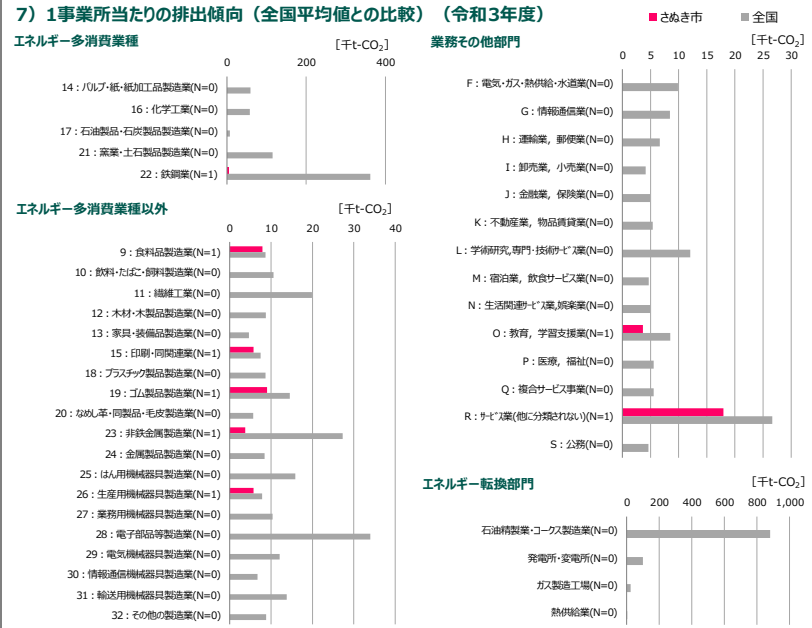 7）1事業所当たりの排出傾向（全国平均値との比較）（令和3年度）
■さぬき市 ■全国
エネルギー多消費業種
[千t-CO₂]
0 200 400
14：パルプ・紙・紙加工品製造業(N=0)
16：化学工業(N=0)
17：石油製品・石炭製品製造業(N=0)
21：窯業・土石製品製造業(N=0)
22：鉄鋼業(N=1)
エネルギー多消費業種以外
[千t-CO₂]
0 10 20 30 40
9：食料品製造業(N=1)
10：飲料・たばこ・飼料製造業(N=0)
11：繊維工業(N=0)
12：木材・木製品製造業(N=0)
13：家具・装備品製造業(N=0)
15：印刷・同関連業(N=1)
18：プラスチック製品製造業(N=0)
19：ゴム製品製造業(N=1)
20：なめし革・同製品・毛皮製造業(N=0)
23：非鉄金属製造業(N=1)
24：金属製品製造業(N=0)
25：はん用機械器具製造業(N=0)
26：生産用機械器具製造業(N=1)
27：業務用機械器具製造業(N=0)
28：電子部品等製造業(N=0)
29：電気機械器具製造業(N=0)
30：情報通信機械器具製造業(N=0)
31：輸送用機械器具製造業(N=0)
32：その他の製造業(N=0)
業務その他部門
[千t-CO₂]
0 5 10 15 20 25 30
F：電気・ガス・熱供給・水道業(N=0)
G：情報通信業(N=0)
H：運輸業，郵便業(N=0)
I：卸売業，小売業(N=0)
J：金融業，保険業(N=0)
K：不動産業，物品賃貸業(N=0)
L：学術研究,専門・技術ｻｰﾋﾞｽ業(N=0)
M：宿泊業，飲食サービス業(N=0)
N：生活関連ｻｰﾋﾞｽ業,娯楽業(N=0)
O：教育，学習支援業(N=1)
P：医療，福祉(N=0)
Q：複合サービス事業(N=0)
R：ｻｰﾋﾞｽ業(他に分類されない)(N=1)
S：公務(N=0)
エネルギー転換部門
[千t-CO₂]
0 200 400 600 800 1,000
石油精製業・コークス製造業(N=0)
発電所・変電所(N=0)
ガス製造工場(N=0)
熱供給業(N=0)